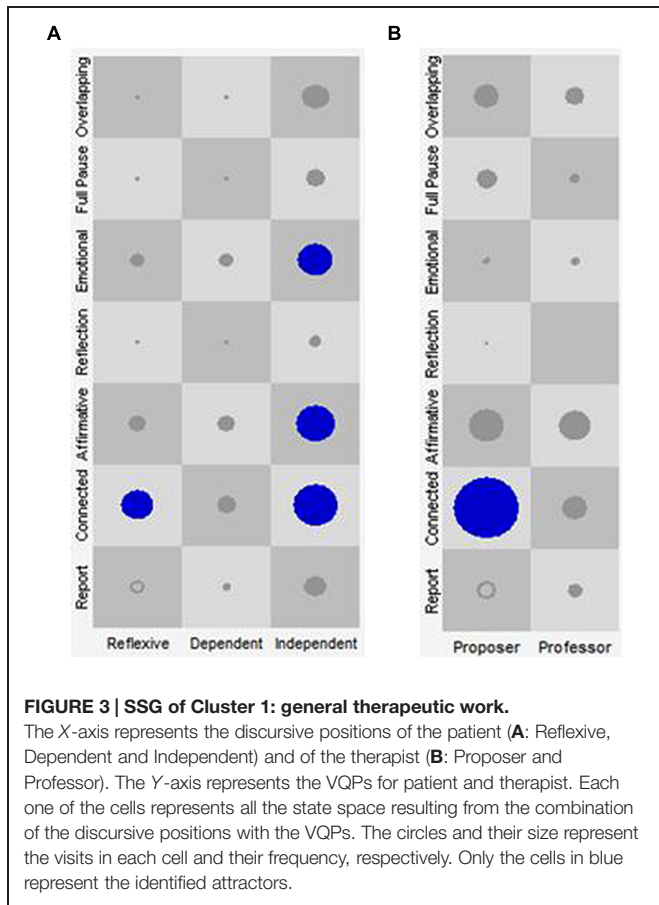 A
B
Overlapping
Full Pause
Emotional
Reflection
Affirmative
Connected
Report
Reflexive Dependent Independent
Overlapping
Full Pause
Emotional
Reflection
Affirmative
Connected
Report
Proposer Professor
FIGURE 3 | SSG of Cluster 1: general therapeutic work.
The X-axis represents the discursive positions of the patient (A: Reflexive,
Dependent and Independent) and of the therapist (B: Proposer and
Professor). The Y-axis represents the VQPs for patient and therapist. Each
one of the cells represents all the state space resulting from the combination
of the discursive positions with the VQPs. The circles and their size represent
the visits in each cell and their frequency, respectively. Only the cells in blue
represent the identified attractors.